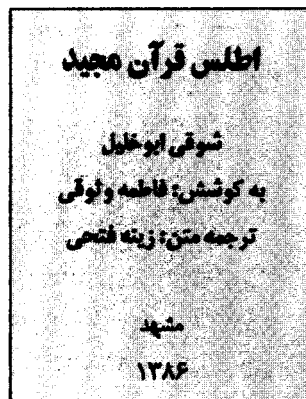 اطلس قرآن مجید
شوقی ابوخلیل
به کوشش: فاطمه وثوقی
ترجمه متن: زینه فتحی
مشهد
۱۳۸۶